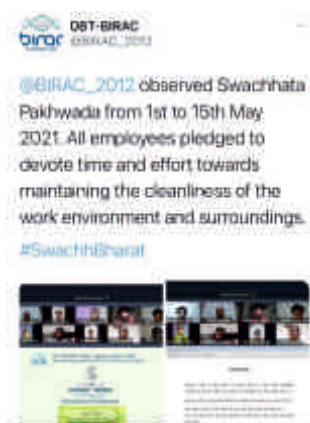 DBT-BIRAC
birac
@BIRAC_2012
@BIRAC_2012 observed Swachhata
Pakhwada from 1st to 15th May
2021. All employees pledged to
devote time and effort towards
maintaining the cleanliness of the
work environment and surroundings.
#SwachhBharat